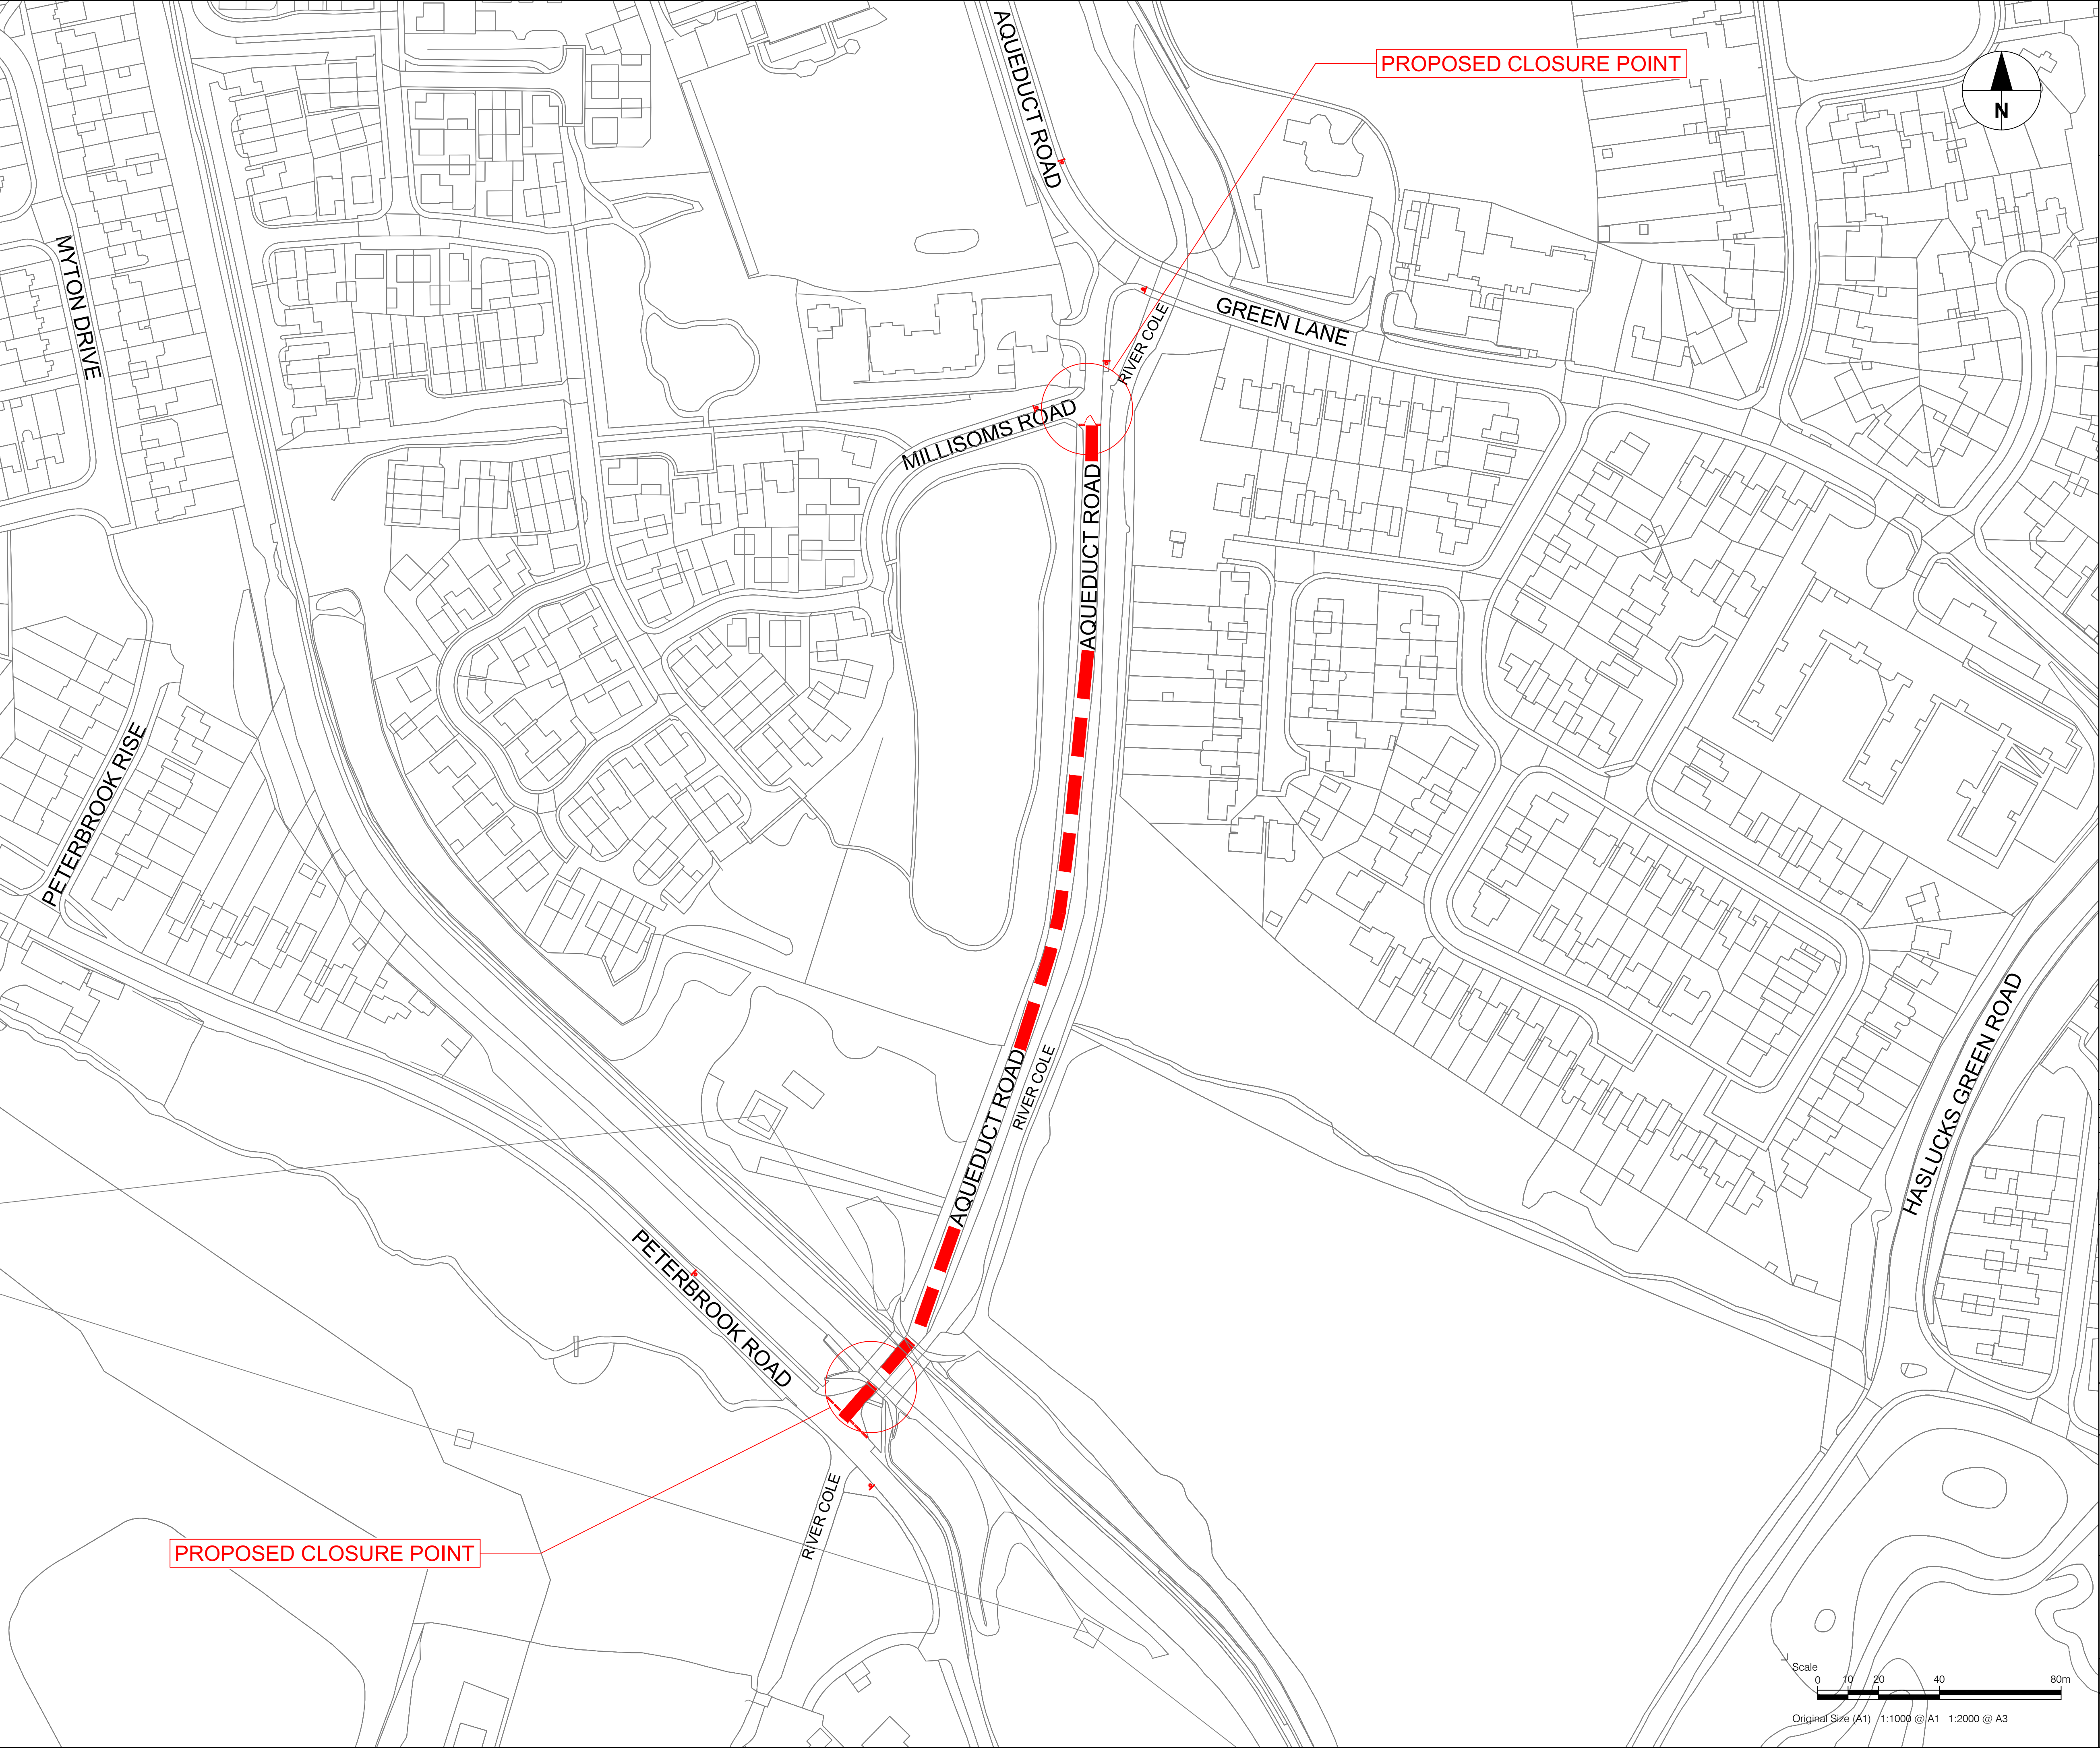 AQUEDUCT ROAD
PROPOSED CLOSURE POINT
N
MYTON DRIVE
GREEN LANE
RIVER COLE
MILLISOMS ROAD
AQUEDUCT ROAD
PETERBROOK RISE
HASLUCKS GREEN ROAD
AQUEDUCT ROAD
RIVER COLE
PETERBROOK ROAD
RIVER COLE
PROPOSED CLOSURE POINT
Scale
0 10 20 40 80m
Original Size (A1) 1:1000 @ A1 1:2000 @ A3